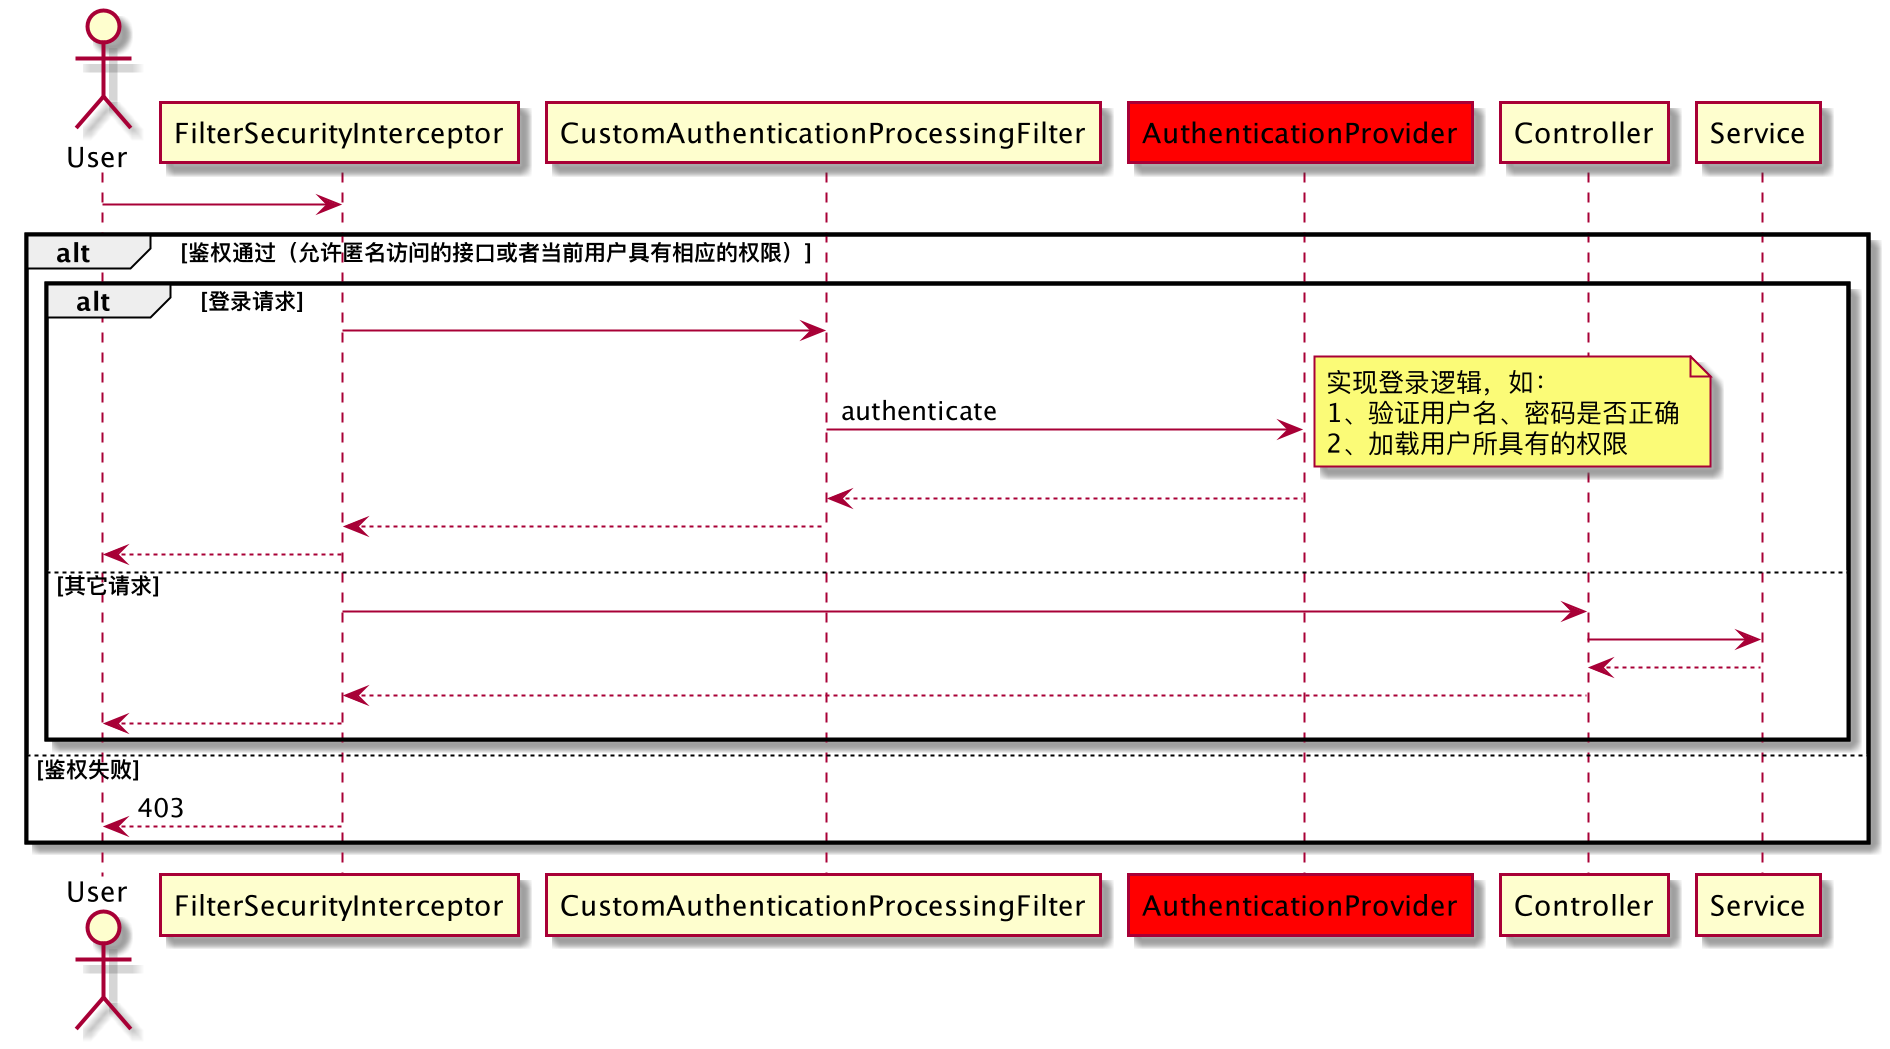 User
FilterSecurityInterceptor
CustomAuthenticationProcessingFilter
AuthenticationProvider
Controller
Service
alt
[鉴权通过（允许匿名访问的接口或者当前用户具有相应的权限）]
alt
[登录请求]
authenticate
实现登录逻辑，如：
1、验证用户名、密码是否正确
2、加载用户所具有的权限
[其它请求]
[鉴权失败]
403
User
FilterSecurityInterceptor
CustomAuthenticationProcessingFilter
AuthenticationProvider
Controller
Service